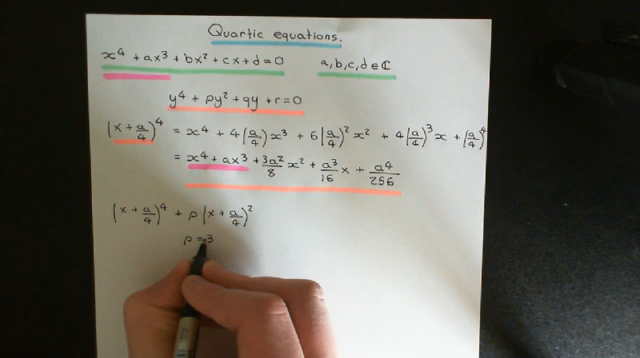 Quartic equations.
x⁴ + ax³ + bx² + cx + d = 0 a, b, c, d ∈ ℂ
y⁴ + py² + qy + r = 0
(x + a/4)⁴ = x⁴ + 4(a/4)x³ + 6(a/4)²x² + 4(a/4)³x + (a/4)⁴
= x⁴ + ax³ + 3a²/8 x² + a³/16 x + a⁴/256
(x + a/4)⁴ + p(x + a/4)²
p = 3